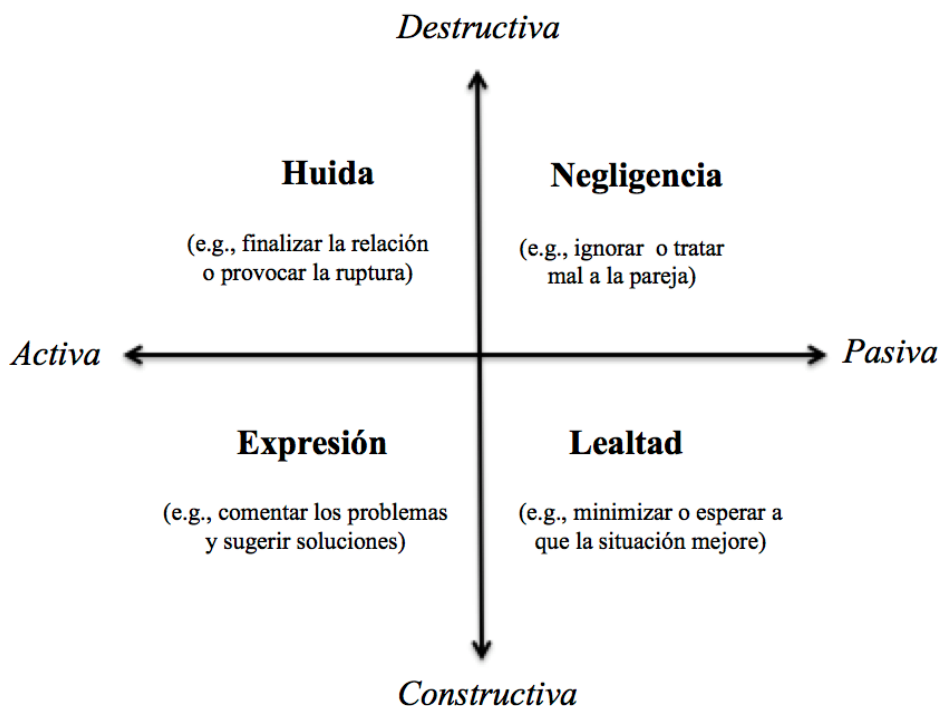 Destructiva
Huida
(e.g., finalizar la relación
o provocar la ruptura)
Negligencia
(e.g., ignorar o tratar
mal a la pareja)
Activa
Pasiva
Expresión
(e.g., comentar los problemas
y sugerir soluciones)
Lealtad
(e.g., minimizar o esperar a
que la situación mejore)
Constructiva